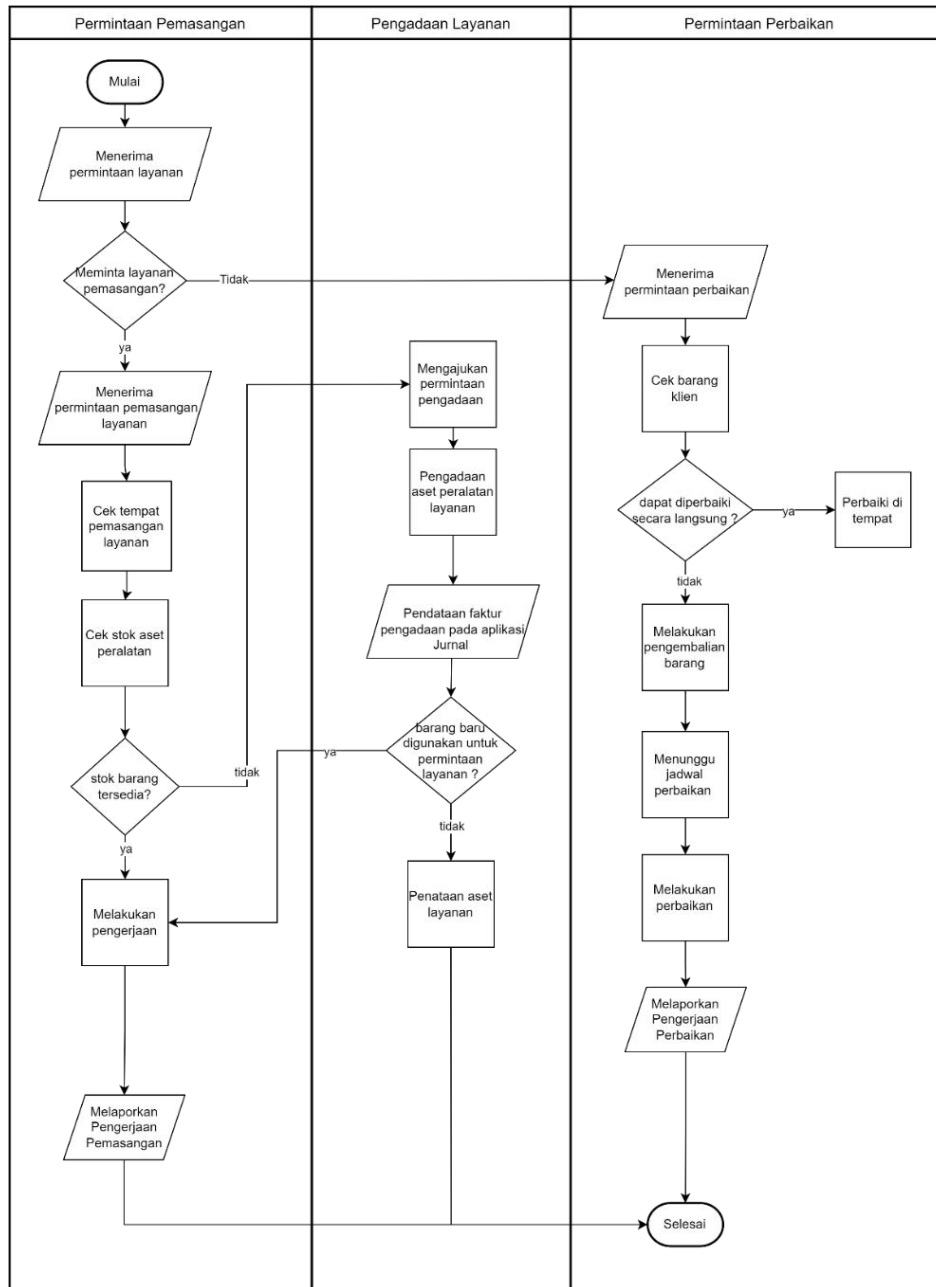 Permintaan Pemasangan
Pengadaan Layanan
Permintaan Perbaikan
Mulai
Menerima
permintaan layanan
Meminta layanan
pemasangan?
Tidak
ya
Menerima
permintaan pemasangan
layanan
Cek tempat
pemasangan
layanan
Cek stok aset
peralatan
stok barang
tersedia?
tidak
ya
Melakukan
pengerjaan
Melaporkan
Pengerjaan
Pemasangan
Mengajukan
permintaan
pengadaan
Pengadaan
aset peralatan
layanan
Pendataan faktur
pengadaan pada aplikasi
Jurnal
barang baru
digunakan untuk
permintaan
layanan ?
ya
tidak
Penataan aset
layanan
Menerima
permintaan perbaikan
Cek barang
klien
dapat diperbaiki
secara langsung ?
ya
Perbaiki di
tempat
tidak
Melakukan
pengembalian
barang
Menunggu
jadwal
perbaikan
Melakukan
perbaikan
Melaporkan
Pengerjaan
Perbaikan
Selesai